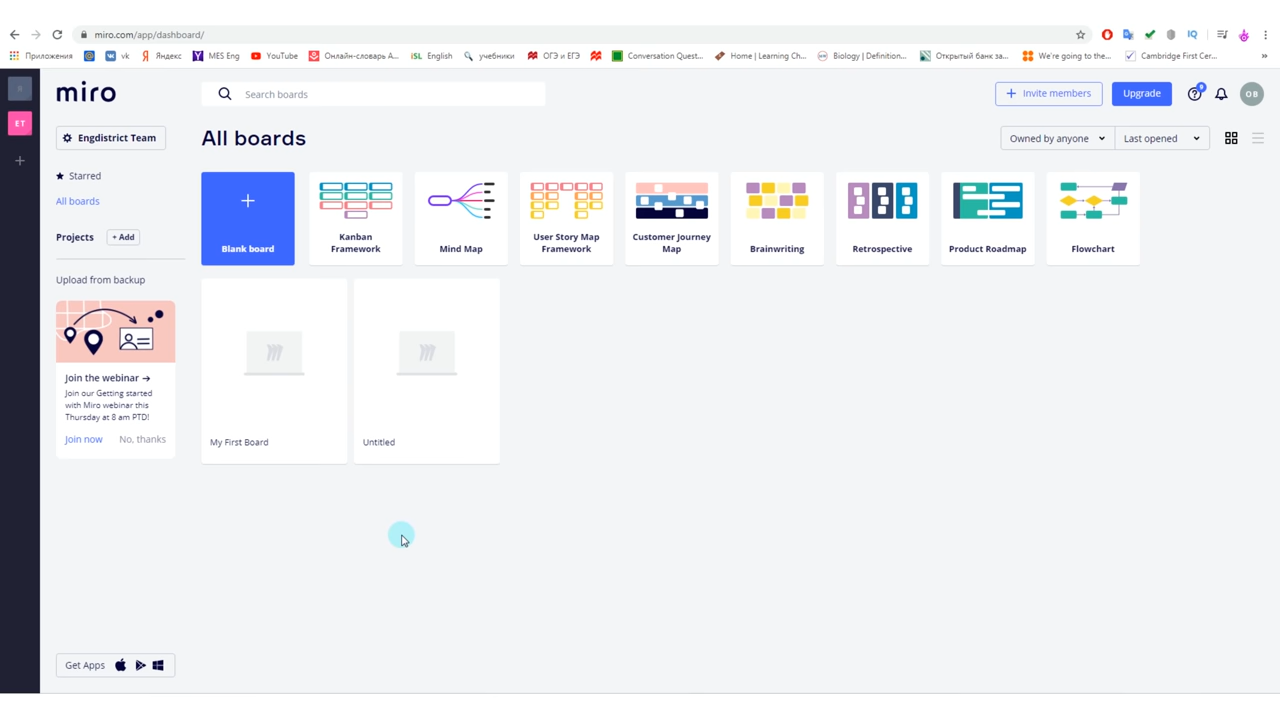 miro.com/app/dashboard/
Приложения vk Яндекс MES Eng YouTube Онлайн-словарь A... English учебники ОГЭ и ЕГЭ Conversation Quest... Home | Learning Ch... Biology | Definition... Открытый банк за... We're going to the... Cambridge First Cer... »
miro
Search boards
+ Invite members
Upgrade
OB
ET
Engdistrict Team
All boards
Owned by anyone
Last opened
Starred
All boards
Projects
+ Add
Upload from backup
Join the webinar →
Join our Getting started
with Miro webinar this
Thursday at 8 am PTD!
Join now No, thanks
Get Apps
Blank board
Kanban
Framework
Mind Map
User Story Map
Framework
Customer Journey
Map
Brainwriting
Retrospective
Product Roadmap
Flowchart
My First Board
Untitled